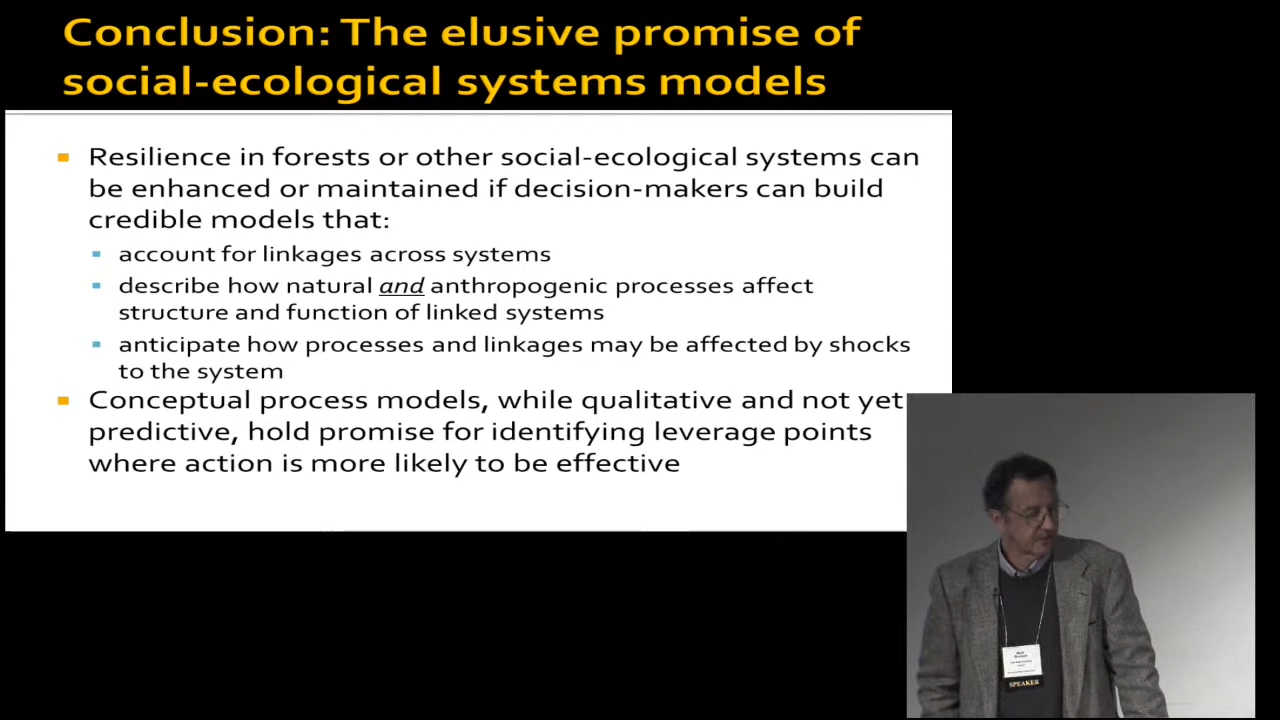 Conclusion: The elusive promise of
social-ecological systems models
Resilience in forests or other social-ecological systems can
be enhanced or maintained if decision-makers can build
credible models that:
account for linkages across systems
describe how natural and anthropogenic processes affect
structure and function of linked systems
anticipate how processes and linkages may be affected by shocks
to the system
Conceptual process models, while qualitative and not yet
predictive, hold promise for identifying leverage points
where action is more likely to be effective
SPEAKER